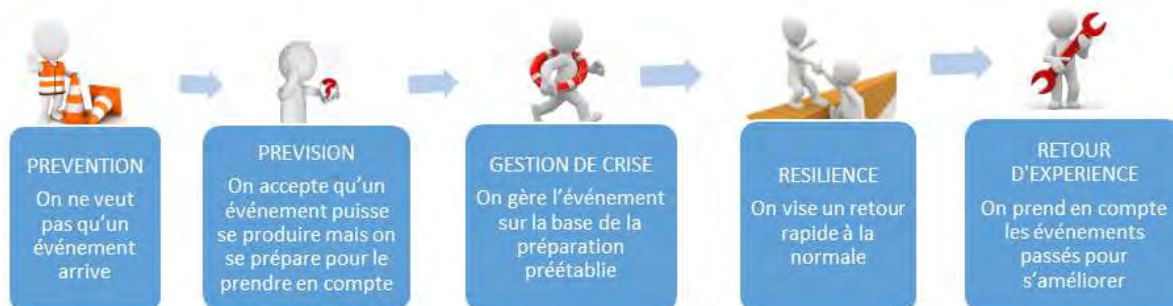 ?
PREVENTION
On ne veut
pas qu'un
événement
arrive
PREVISION
On accepte qu'un
événement puisse
se produire mais on
se prépare pour le
prendre en compte
GESTION DE CRISE
On gère l'événement
sur la base de la
préparation
préétablie
RESILIENCE
On vise un retour
rapide à la
normale
RETOUR
D'EXPERIENCE
On prend en compte
les événements
passés pour
s'améliorer